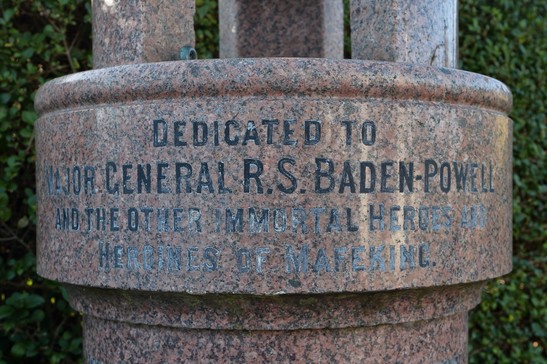 DEDICATED TO
MAJOR GENERAL R.S. BADEN-POWELL
AND THE OTHER IMMORTAL HEROES AND
HEROINES OF MAFEKING.